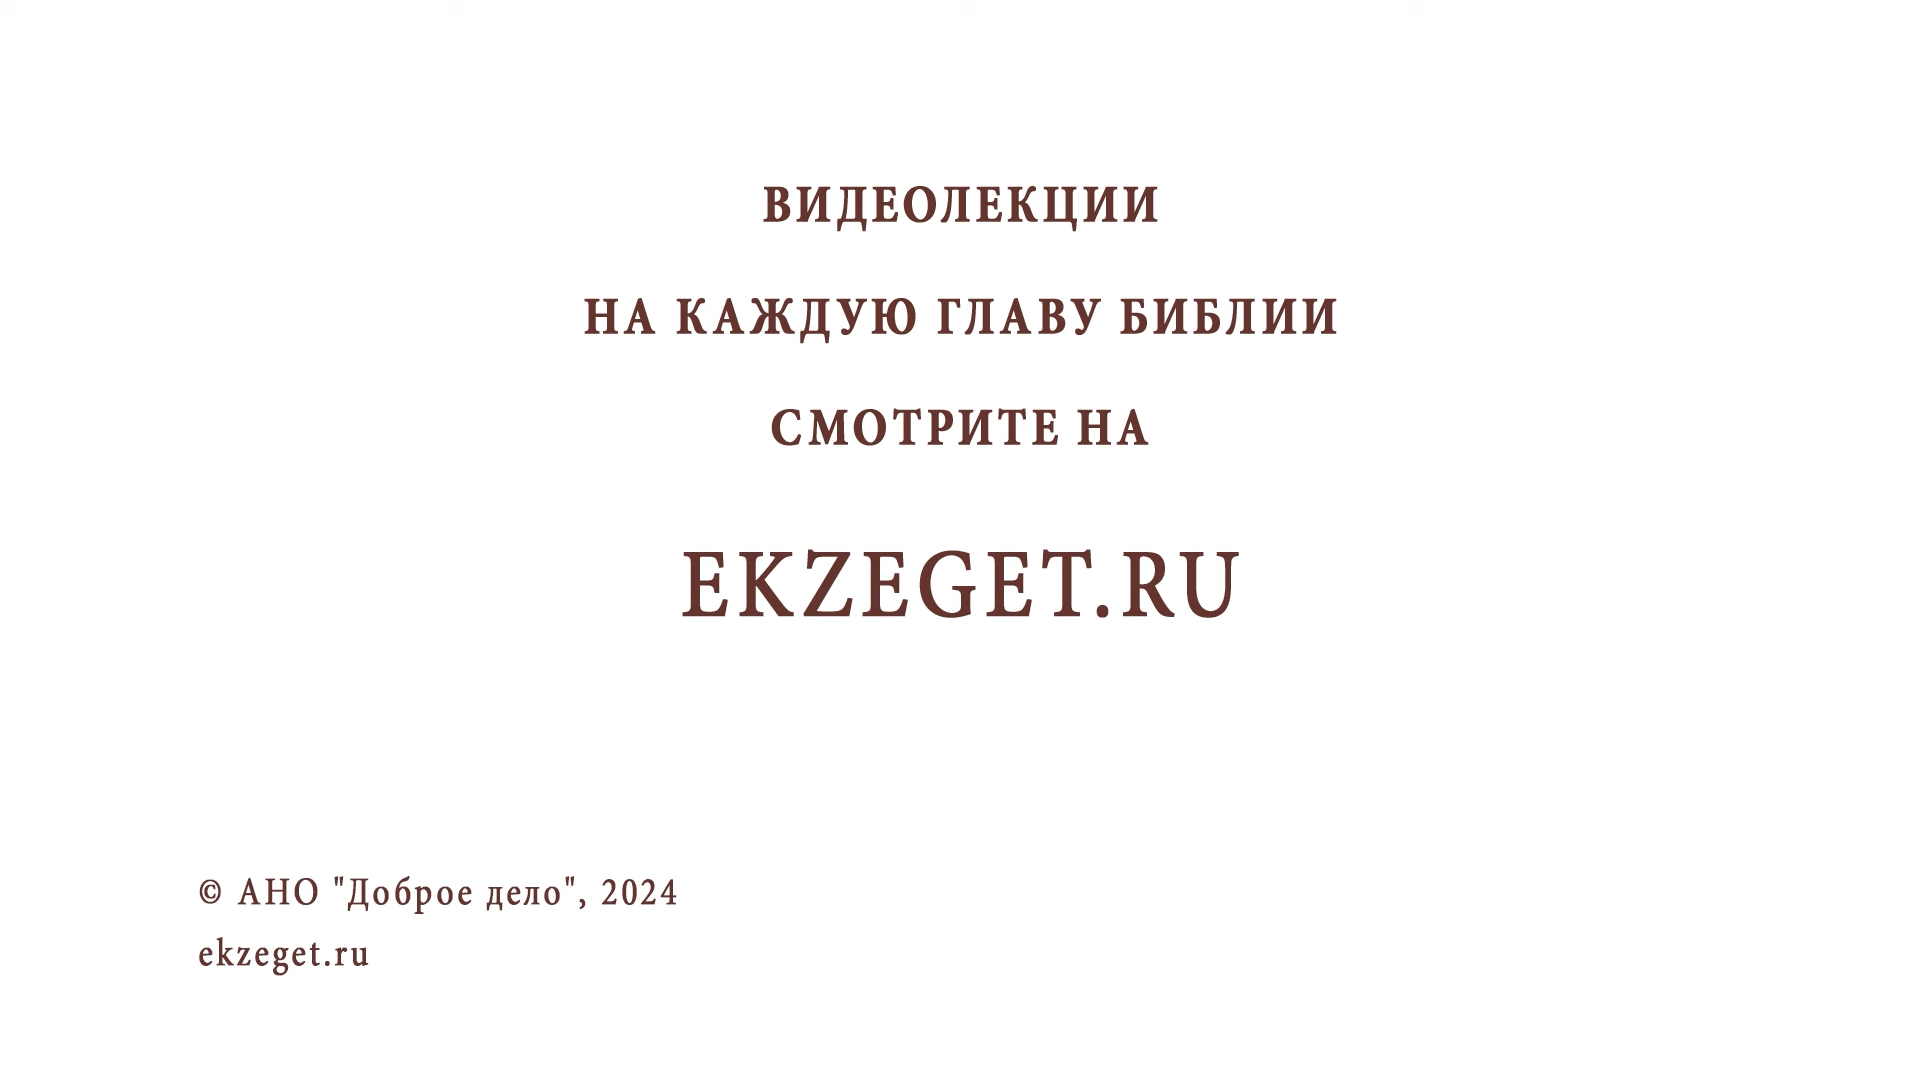 ВИДЕОЛЕКЦИИ
НА КАЖДУЮ ГЛАВУ БИБЛИИ
СМОТРИТЕ НА
EKZEGET.RU
© АНО "Доброе дело", 2024
ekzeget.ru